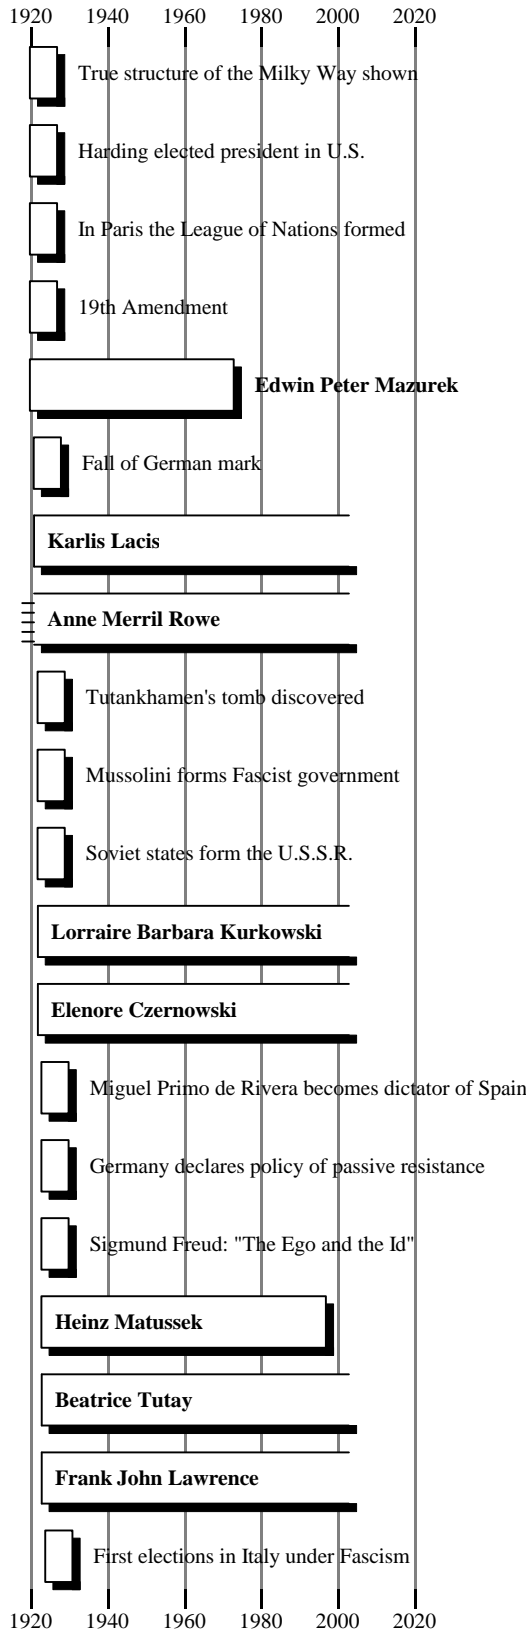 1920 1940 1960 1980 2000 2020
True structure of the Milky Way shown
Harding elected president in U.S.
In Paris the League of Nations formed
19th Amendment
Edwin Peter Mazurek
Fall of German mark
Karlis Lacis
Anne Merril Rowe
Tutankhamen's tomb discovered
Mussolini forms Fascist government
Soviet states form the U.S.S.R.
Lorraire Barbara Kurkowski
Elenore Czernowski
Miguel Primo de Rivera becomes dictator of Spain
Germany declares policy of passive resistance
Sigmund Freud: "The Ego and the Id"
Heinz Matussek
Beatrice Tutay
Frank John Lawrence
First elections in Italy under Fascism
1920 1940 1960 1980 2000 2020